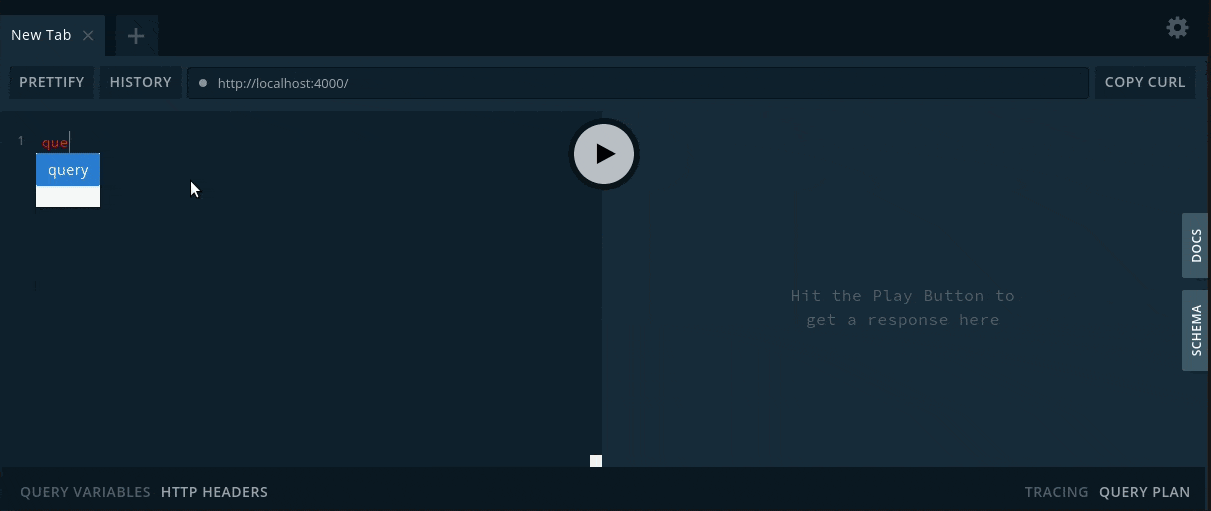 New Tab
PRETTIFY HISTORY http://localhost:4000/ COPY CURL
1 que
query
DOCS
Hit the Play Button to
get a response here
SCHEMA
QUERY VARIABLES HTTP HEADERS TRACING QUERY PLAN